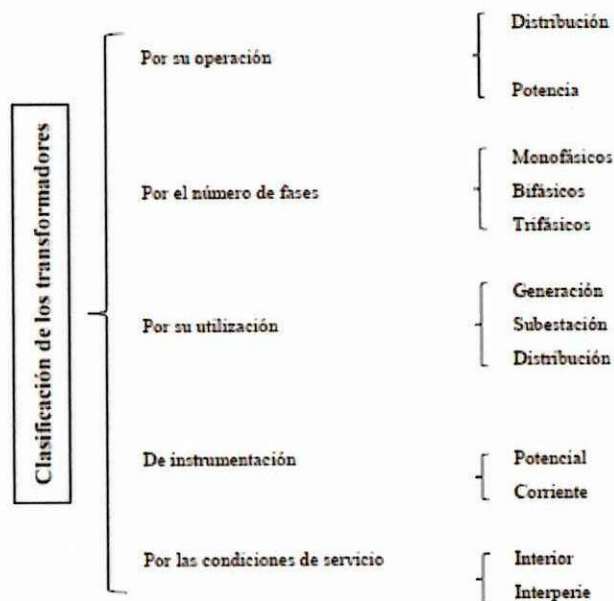 Clasificación de los transformadores
Por su operación
Distribución
Potencia
Por el número de fases
Monofásicos
Bifásicos
Trifásicos
Por su utilización
Generación
Subestación
Distribución
De instrumentación
Potencial
Corriente
Por las condiciones de servicio
Interior
Interperie